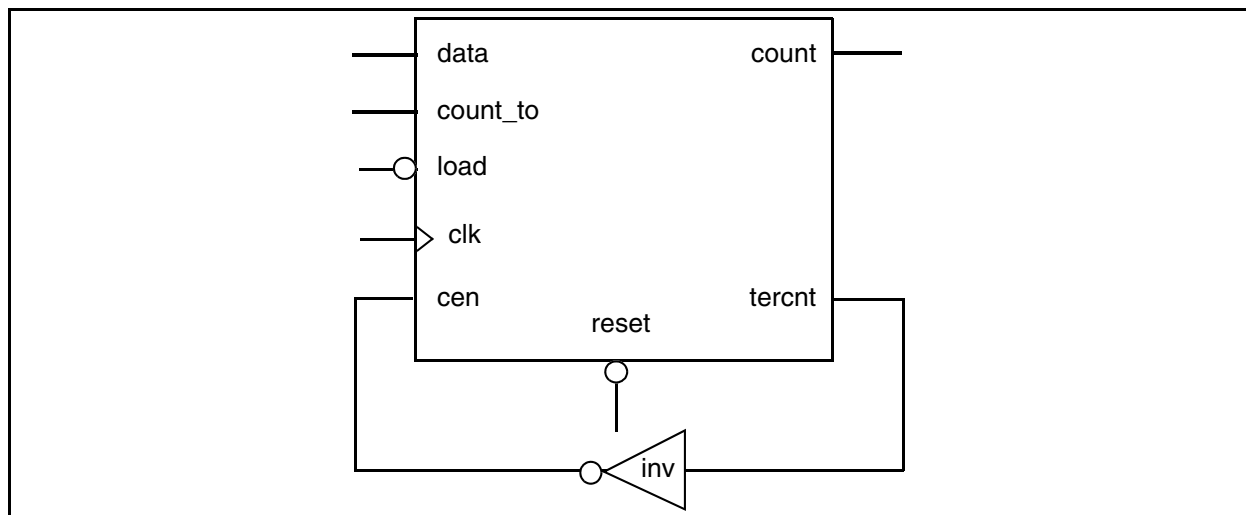 data
count
count_to
load
clk
cen
tercnt
reset
inv